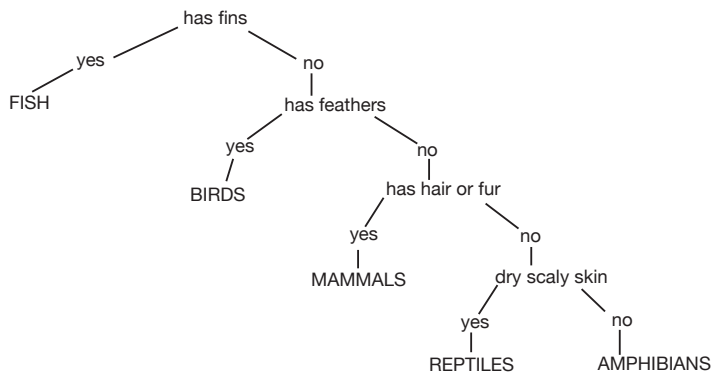 has fins
yes
no
FISH
has feathers
yes
no
BIRDS
has hair or fur
yes
no
MAMMALS
dry scaly skin
yes
no
REPTILES
AMPHIBIANS